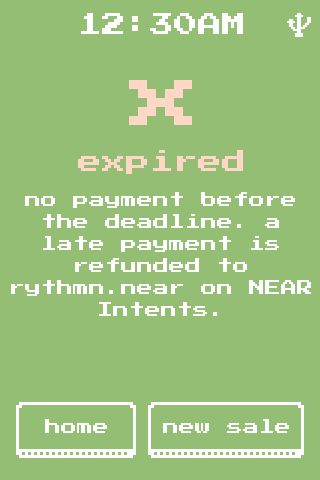 12:30AM
expired
no payment before
the deadline. a
late payment is
refunded to
rythmn.near on NEAR
Intents.
home
new sale